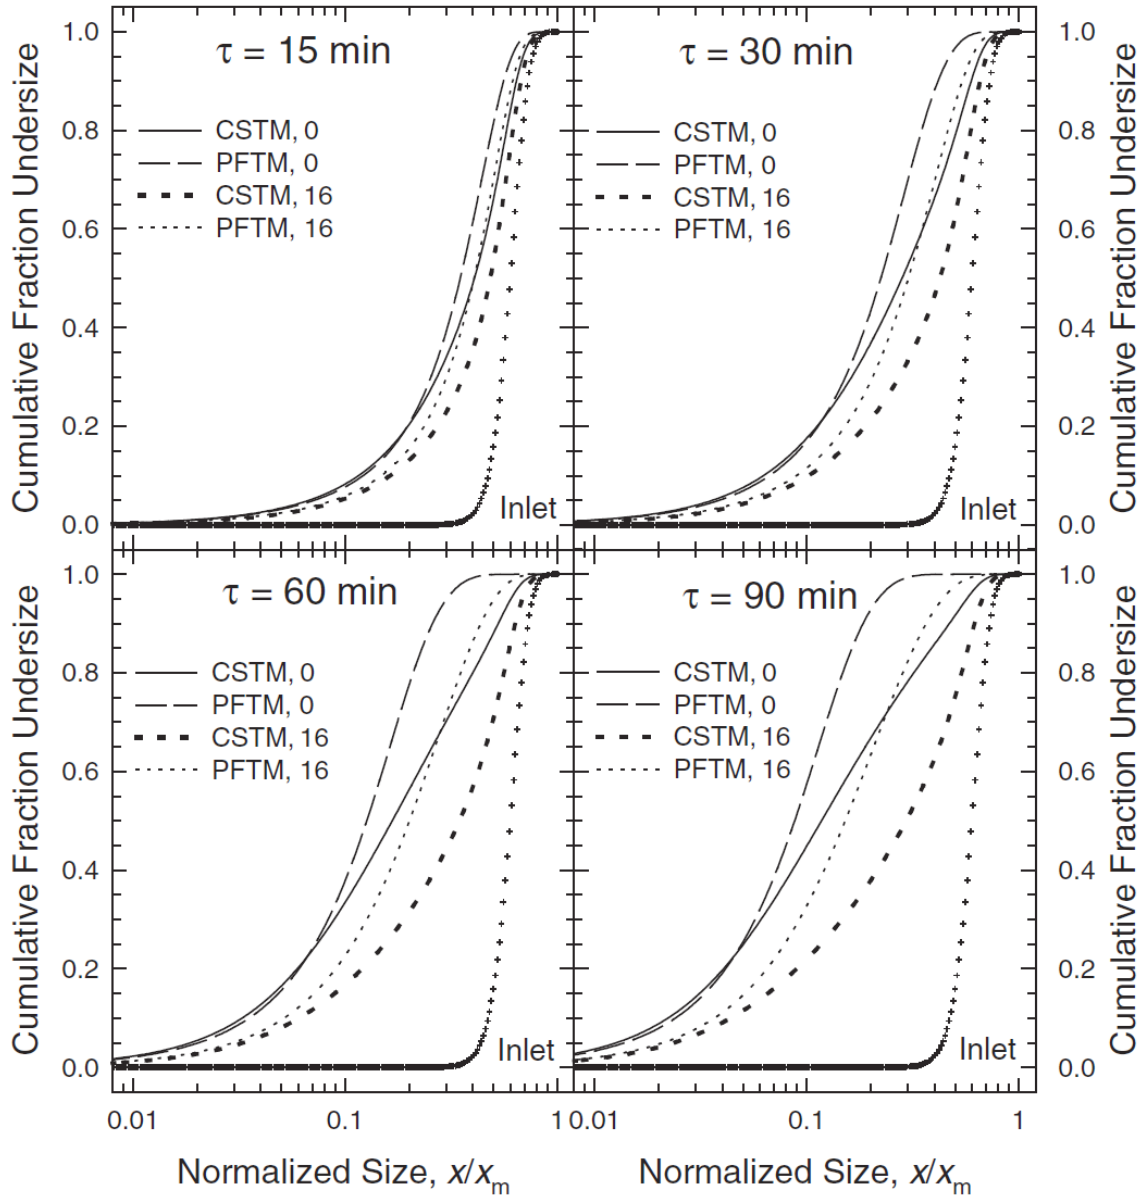 Cumulative Fraction Undersize
1.0
0.8
0.6
0.4
0.2
0.0
τ = 15 min
CSTM, 0
PFTM, 0
CSTM, 16
PFTM, 16
Inlet
τ = 30 min
CSTM, 0
PFTM, 0
CSTM, 16
PFTM, 16
Inlet
1.0
0.8
0.6
0.4
0.2
0.0
Cumulative Fraction Undersize
Cumulative Fraction Undersize
1.0
0.8
0.6
0.4
0.2
0.0
τ = 60 min
CSTM, 0
PFTM, 0
CSTM, 16
PFTM, 16
Inlet
τ = 90 min
CSTM, 0
PFTM, 0
CSTM, 16
PFTM, 16
Inlet
1.0
0.8
0.6
0.4
0.2
0.0
Cumulative Fraction Undersize
0.01 0.1 1 0.01 0.1 1
Normalized Size, x/xm Normalized Size, x/xm